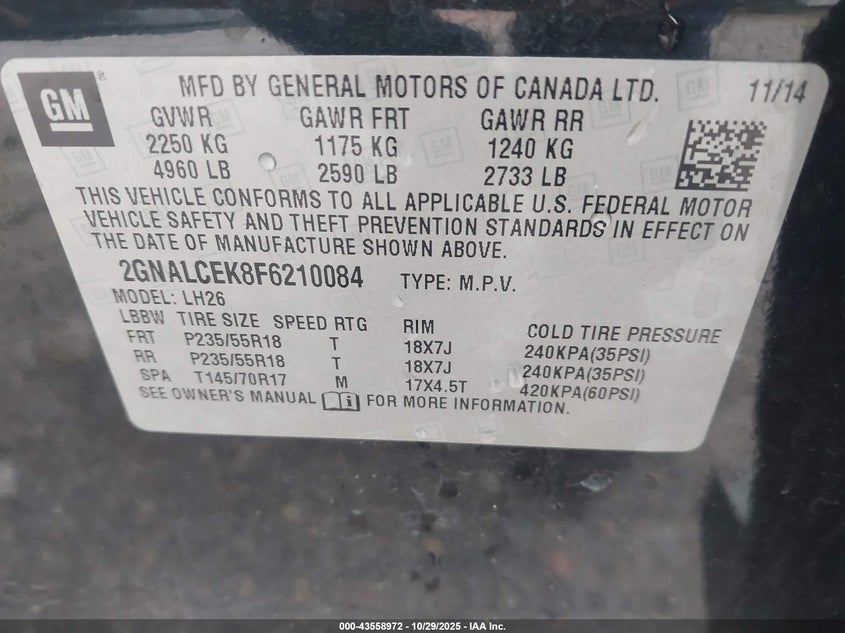 GM
MFD BY GENERAL MOTORS OF CANADA LTD. 11/14
GVWR GAWR FRT GAWR RR
2250 KG 1175 KG 1240 KG
4960 LB 2590 LB 2733 LB
THIS VEHICLE CONFORMS TO ALL APPLICABLE U.S. FEDERAL MOTOR
VEHICLE SAFETY AND THEFT PREVENTION STANDARDS IN EFFECT ON
THE DATE OF MANUFACTURE SHOWN ABOVE.
2GNALCEK8F6210084 TYPE: M.P.V.
MODEL: LH26
LBBW TIRE SIZE SPEED RTG RIM COLD TIRE PRESSURE
FRT P235/55R18 T 18X7J 240KPA(35PSI)
RR P235/55R18 T 18X7J 240KPA(35PSI)
SPA T145/70R17 M 17X4.5T 420KPA(60PSI)
SEE OWNER'S MANUAL FOR MORE INFORMATION.
000-43558972 | 10/29/2025 - IAA Inc.